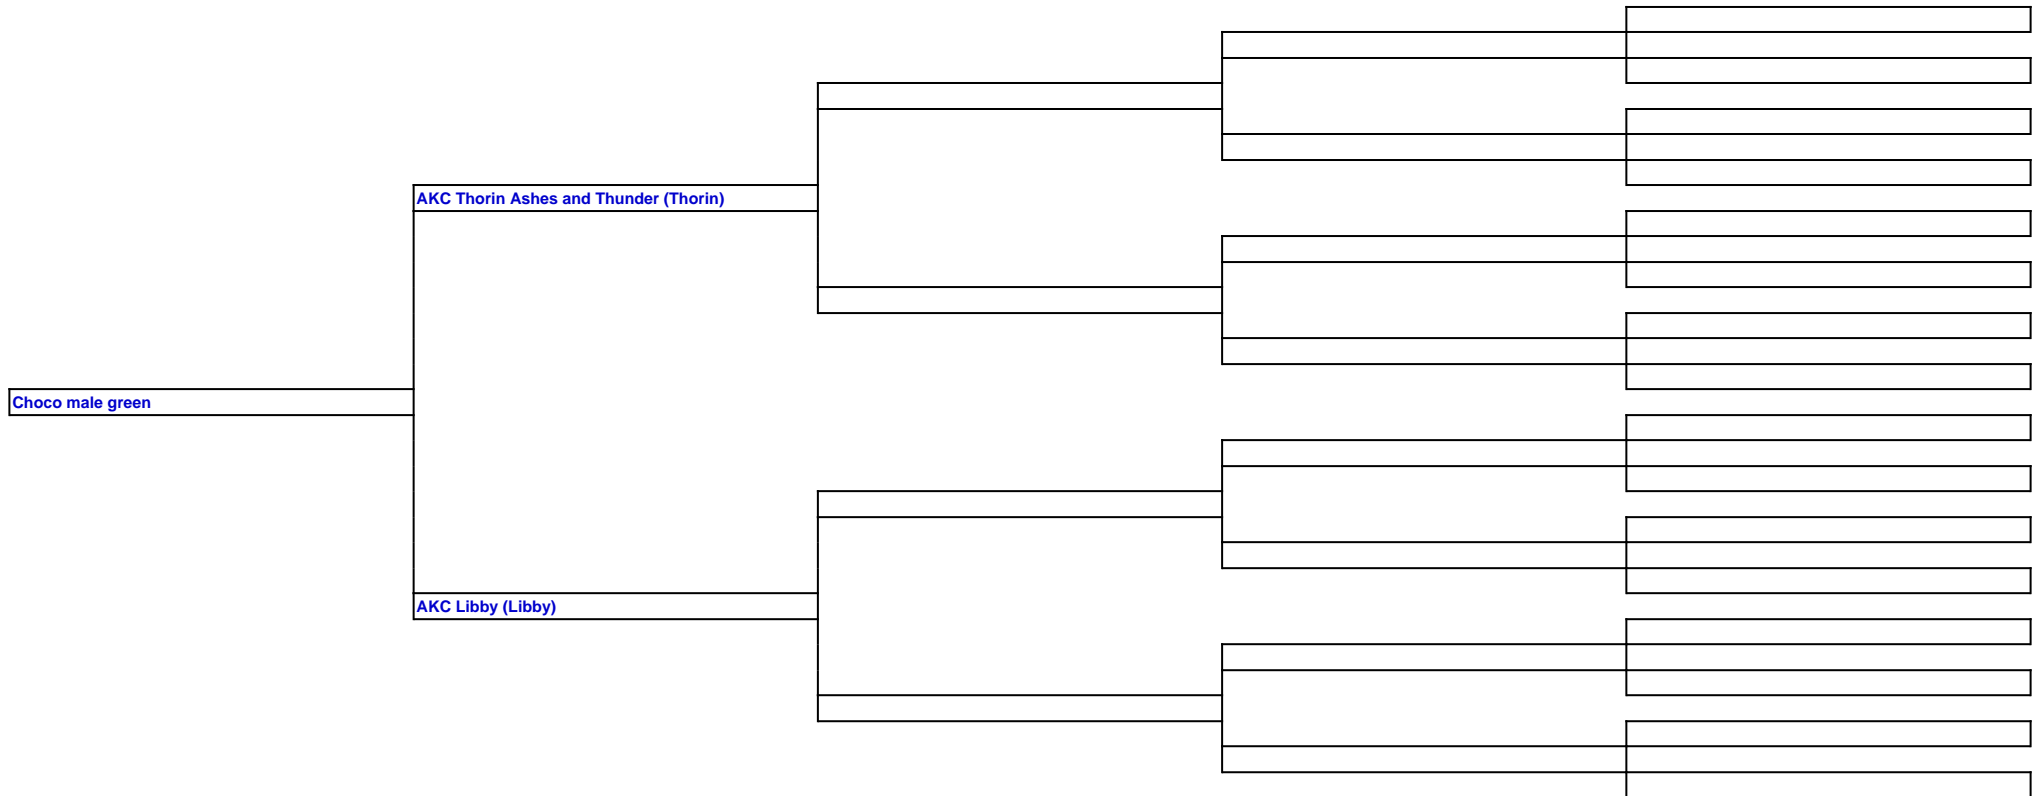 AKC Thorin Ashes and Thunder (Thorin)
Choco male green
AKC Libby (Libby)